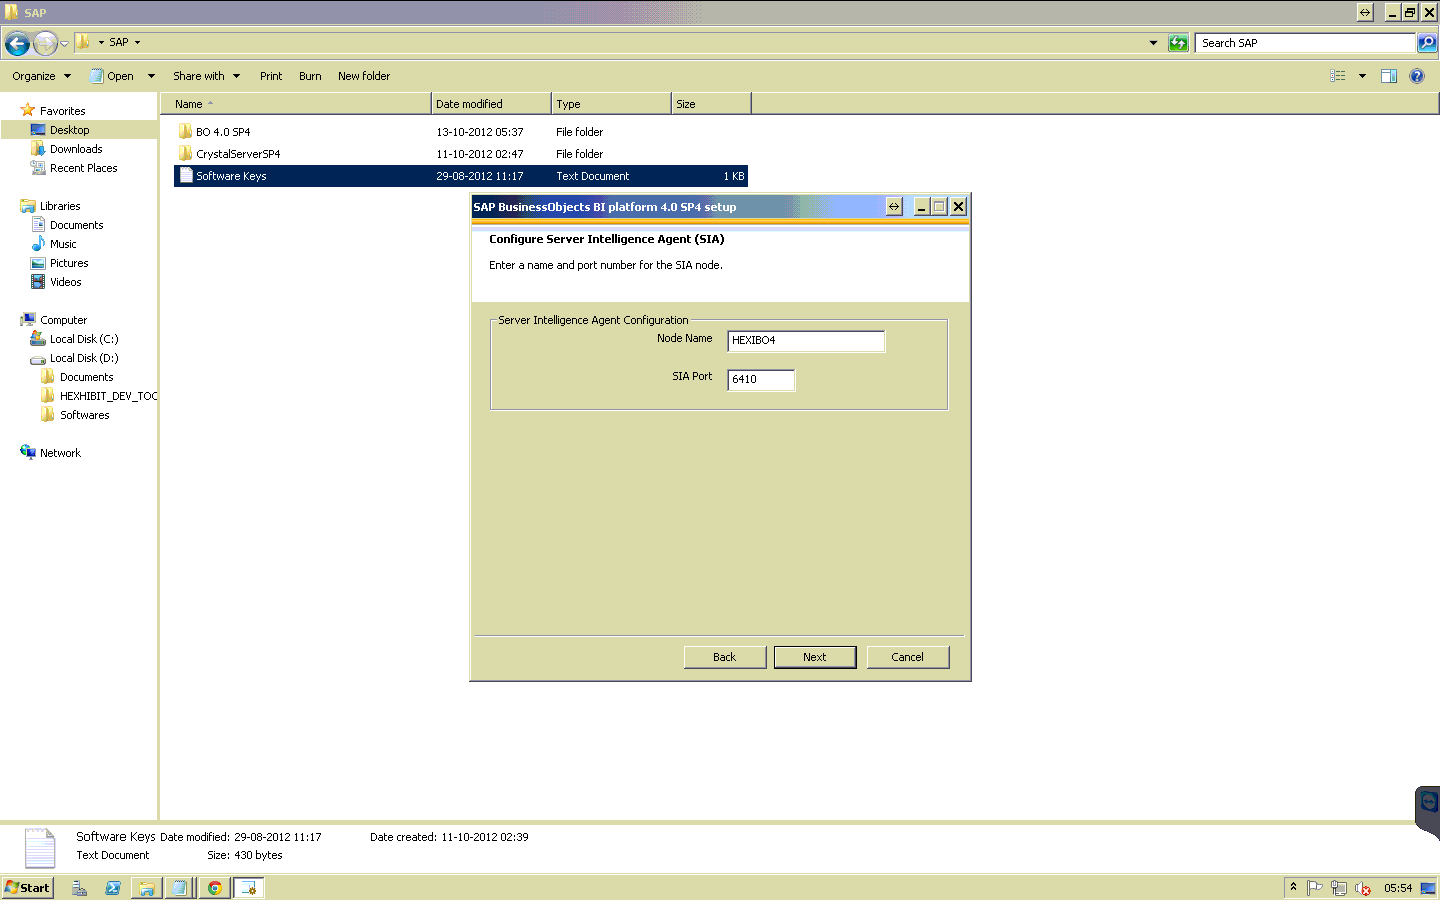 SAP
SAP
Search SAP
Organize Open Share with Print Burn New folder
Favorites
Desktop
Downloads
Recent Places
Libraries
Documents
Music
Pictures
Videos
Computer
Local Disk (C:)
Local Disk (D:)
Documents
HEXHIBIT_DEV_TOO
Softwares
Network
Name Date modified Type Size
BO 4.0 SP4 13-10-2012 05:37 File folder
CrystalServerSP4 11-10-2012 02:47 File folder
Software Keys 29-08-2012 11:17 Text Document 1 KB
SAP BusinessObjects BI platform 4.0 SP4 setup
Configure Server Intelligence Agent (SIA)
Enter a name and port number for the SIA node.
Server Intelligence Agent Configuration
Node Name HEXIBO4
SIA Port 6410
Back Next Cancel
Software Keys Date modified: 29-08-2012 11:17 Date created: 11-10-2012 02:39
Text Document Size: 430 bytes
Start 05:54